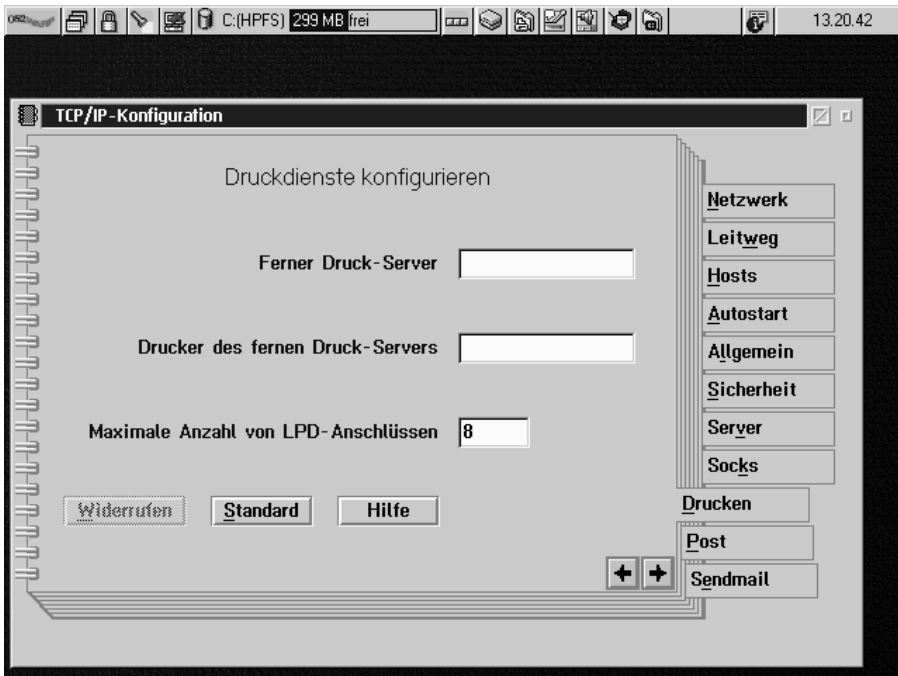 C:(HPFS) 299 MB frei
13.20.42
TCP/IP-Konfiguration
Druckdienste konfigurieren
Ferner Druck-Server
Drucker des fernen Druck-Servers
Maximale Anzahl von LPD-Anschlüssen 8
Widerrufen Standard Hilfe
Netzwerk
Leitweg
Hosts
Autostart
Allgemein
Sicherheit
Server
Socks
Drucken
Post
Sendmail